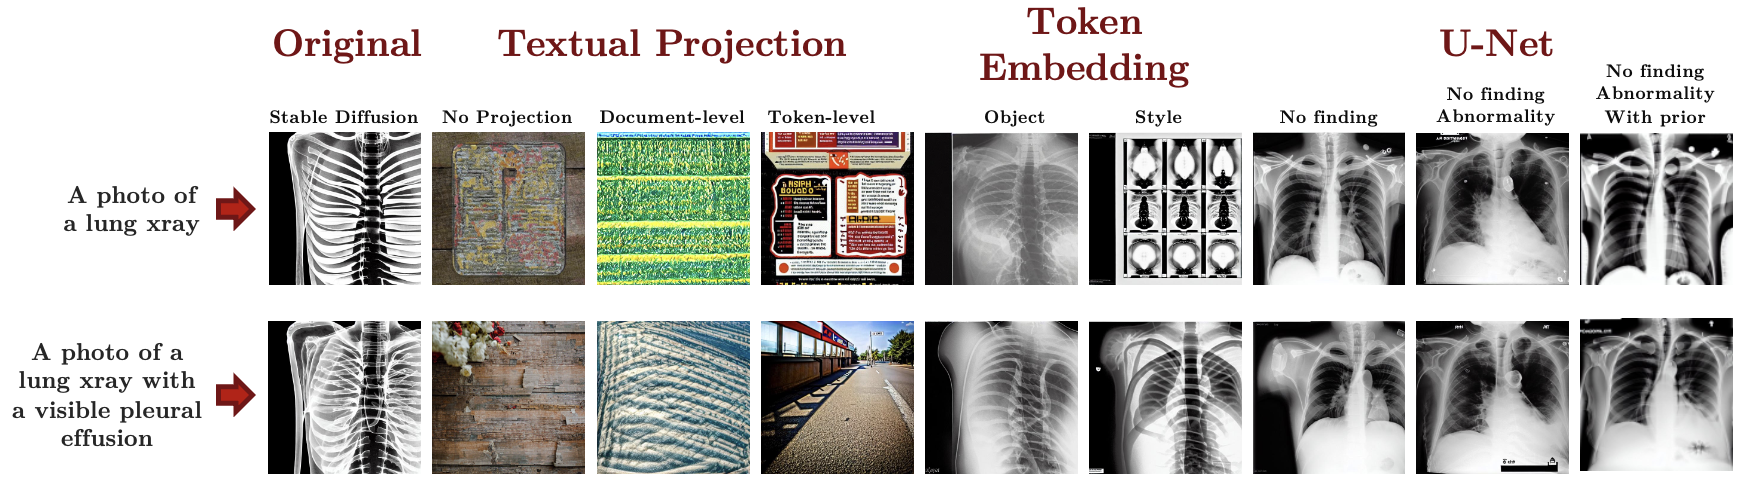 Original
Textual Projection
Token
Embedding
U-Net
Stable Diffusion
No Projection
Document-level
Token-level
Object
Style
No finding
No finding
Abnormality
No finding
Abnormality
With prior
A photo of
a lung xray
A photo of a
lung xray with
a visible pleural
effusion